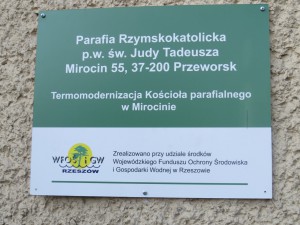 Parafia Rzymskokatolicka
p.w. św. Judy Tadeusza
Mirocin 55, 37-200 Przeworsk
Termomodernizacja Kościoła parafialnego
w Mirocinie
WFOŚiGW
RZESZÓW
Zrealizowano przy udziale środków
Wojewódzkiego Funduszu Ochrony Środowiska
i Gospodarki Wodnej w Rzeszowie